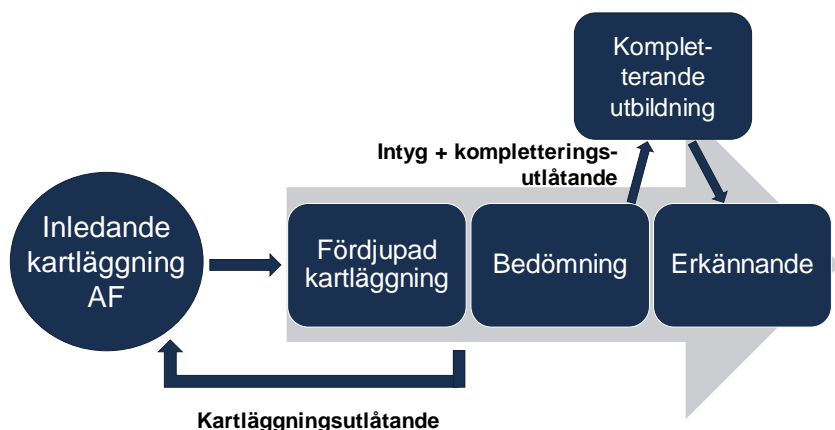 Komplet-
terande
utbildning
Intyg + kompletterings-
utlåtande
Inledande
kartläggning
AF
Fördjupad
kartläggning
Bedömning
Erkännande
Kartläggningsutlåtande